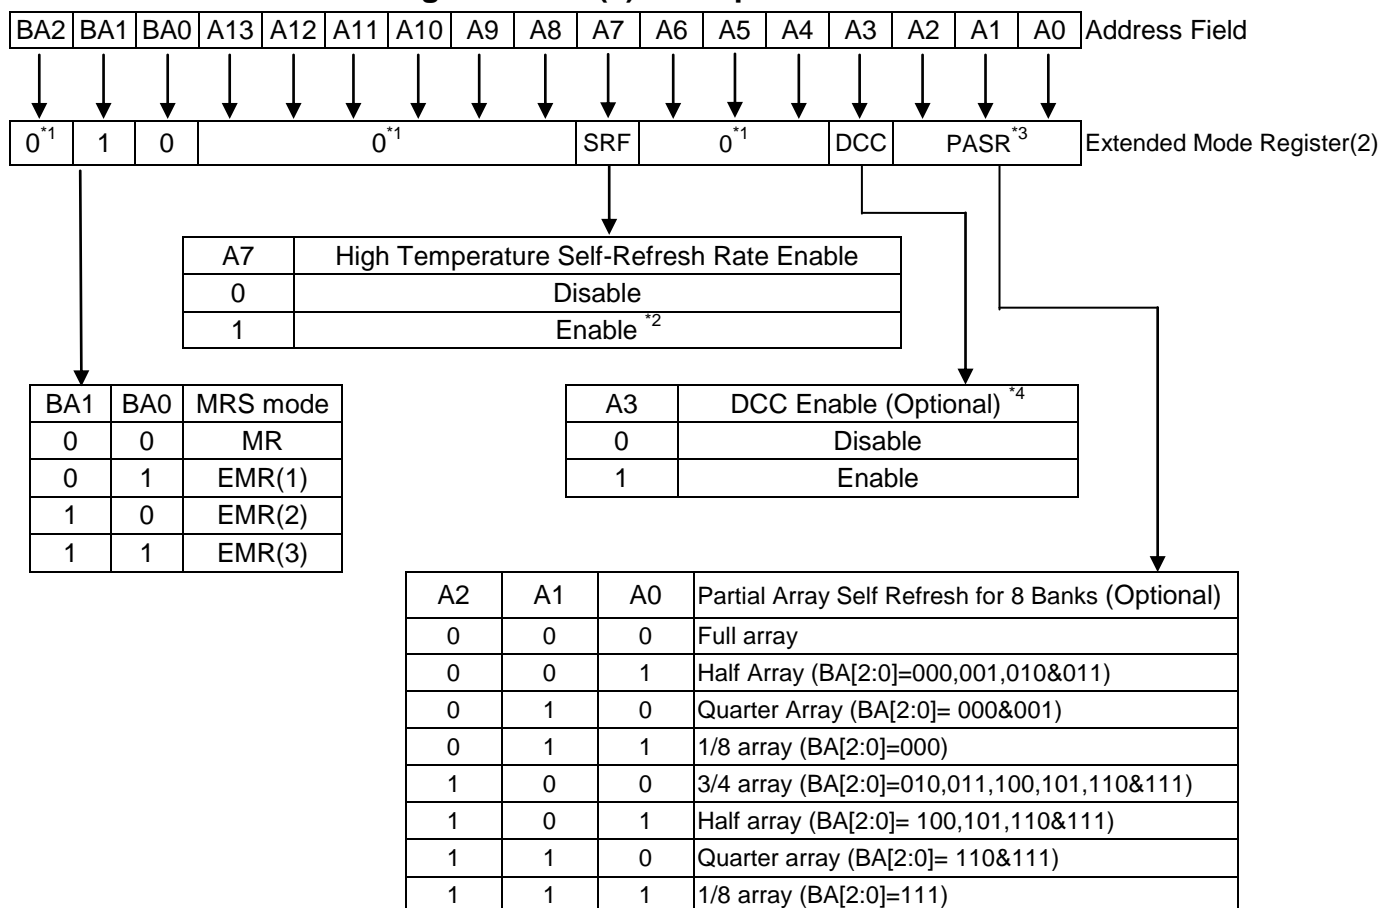 BA2 BA1 BA0 A13 A12 A11 A10 A9 A8 A7 A6 A5 A4 A3 A2 A1 A0 Address Field
0*1 1 0 0*1 SRF 0*1 DCC PASR*3 Extended Mode Register(2)
A7 High Temperature Self-Refresh Rate Enable
0 Disable
1 Enable *2
BA1 BA0 MRS mode
0 0 MR
0 1 EMR(1)
1 0 EMR(2)
1 1 EMR(3)
A3 DCC Enable (Optional) *4
0 Disable
1 Enable
A2 A1 A0 Partial Array Self Refresh for 8 Banks (Optional)
0 0 0 Full array
0 0 1 Half Array (BA[2:0]=000,001,010&011)
0 1 0 Quarter Array (BA[2:0]= 000&001)
0 1 1 1/8 array (BA[2:0]=000)
1 0 0 3/4 array (BA[2:0]=010,011,100,101,110&111)
1 0 1 Half array (BA[2:0]= 100,101,110&111)
1 1 0 Quarter array (BA[2:0]= 110&111)
1 1 1 1/8 array (BA[2:0]=111)